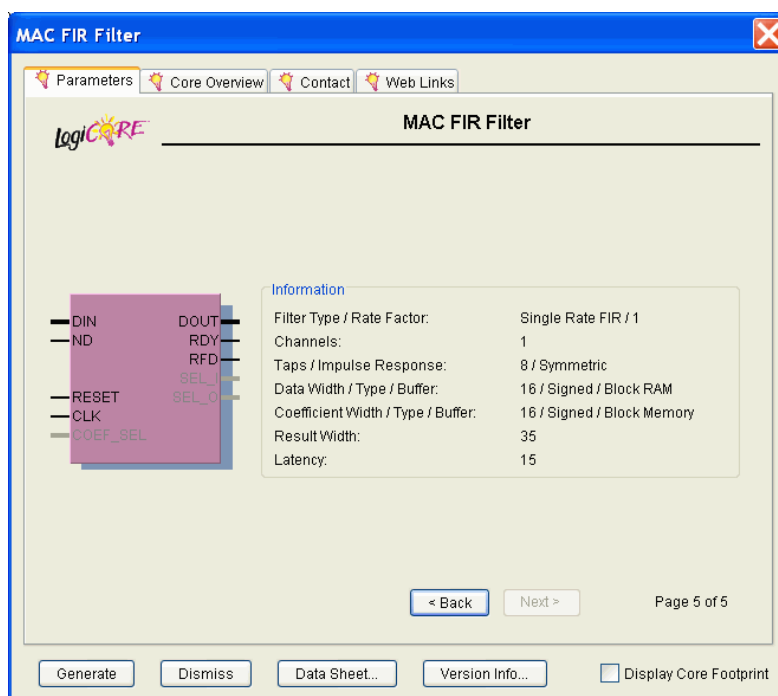 MAC FIR Filter
Parameters Core Overview Contact Web Links
LogiCORE
MAC FIR Filter
DIN DOUT
ND RDY
RFD
SEL_I
RESET SEL_O
CLK
COEF_SEL
Information
Filter Type / Rate Factor: Single Rate FIR / 1
Channels: 1
Taps / Impulse Response: 8 / Symmetric
Data Width / Type / Buffer: 16 / Signed / Block RAM
Coefficient Width / Type / Buffer: 16 / Signed / Block Memory
Result Width: 35
Latency: 15
< Back Next > Page 5 of 5
Generate Dismiss Data Sheet... Version Info... Display Core Footprint